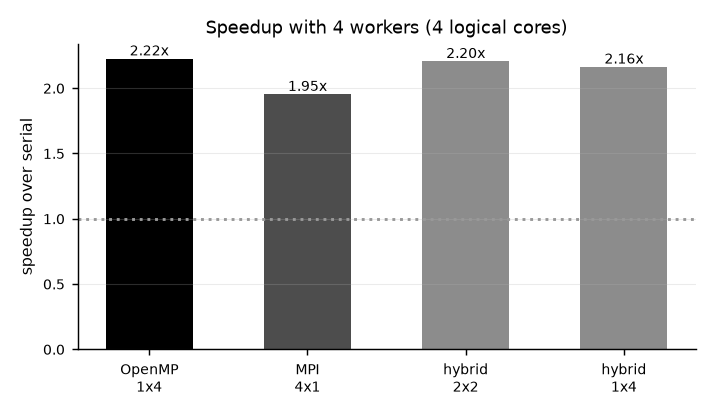 Speedup with 4 workers (4 logical cores)
2.22x
1.95x
2.20x
2.16x
speedup over serial
2.0
1.5
1.0
0.5
0.0
OpenMP
1x4
MPI
4x1
hybrid
2x2
hybrid
1x4